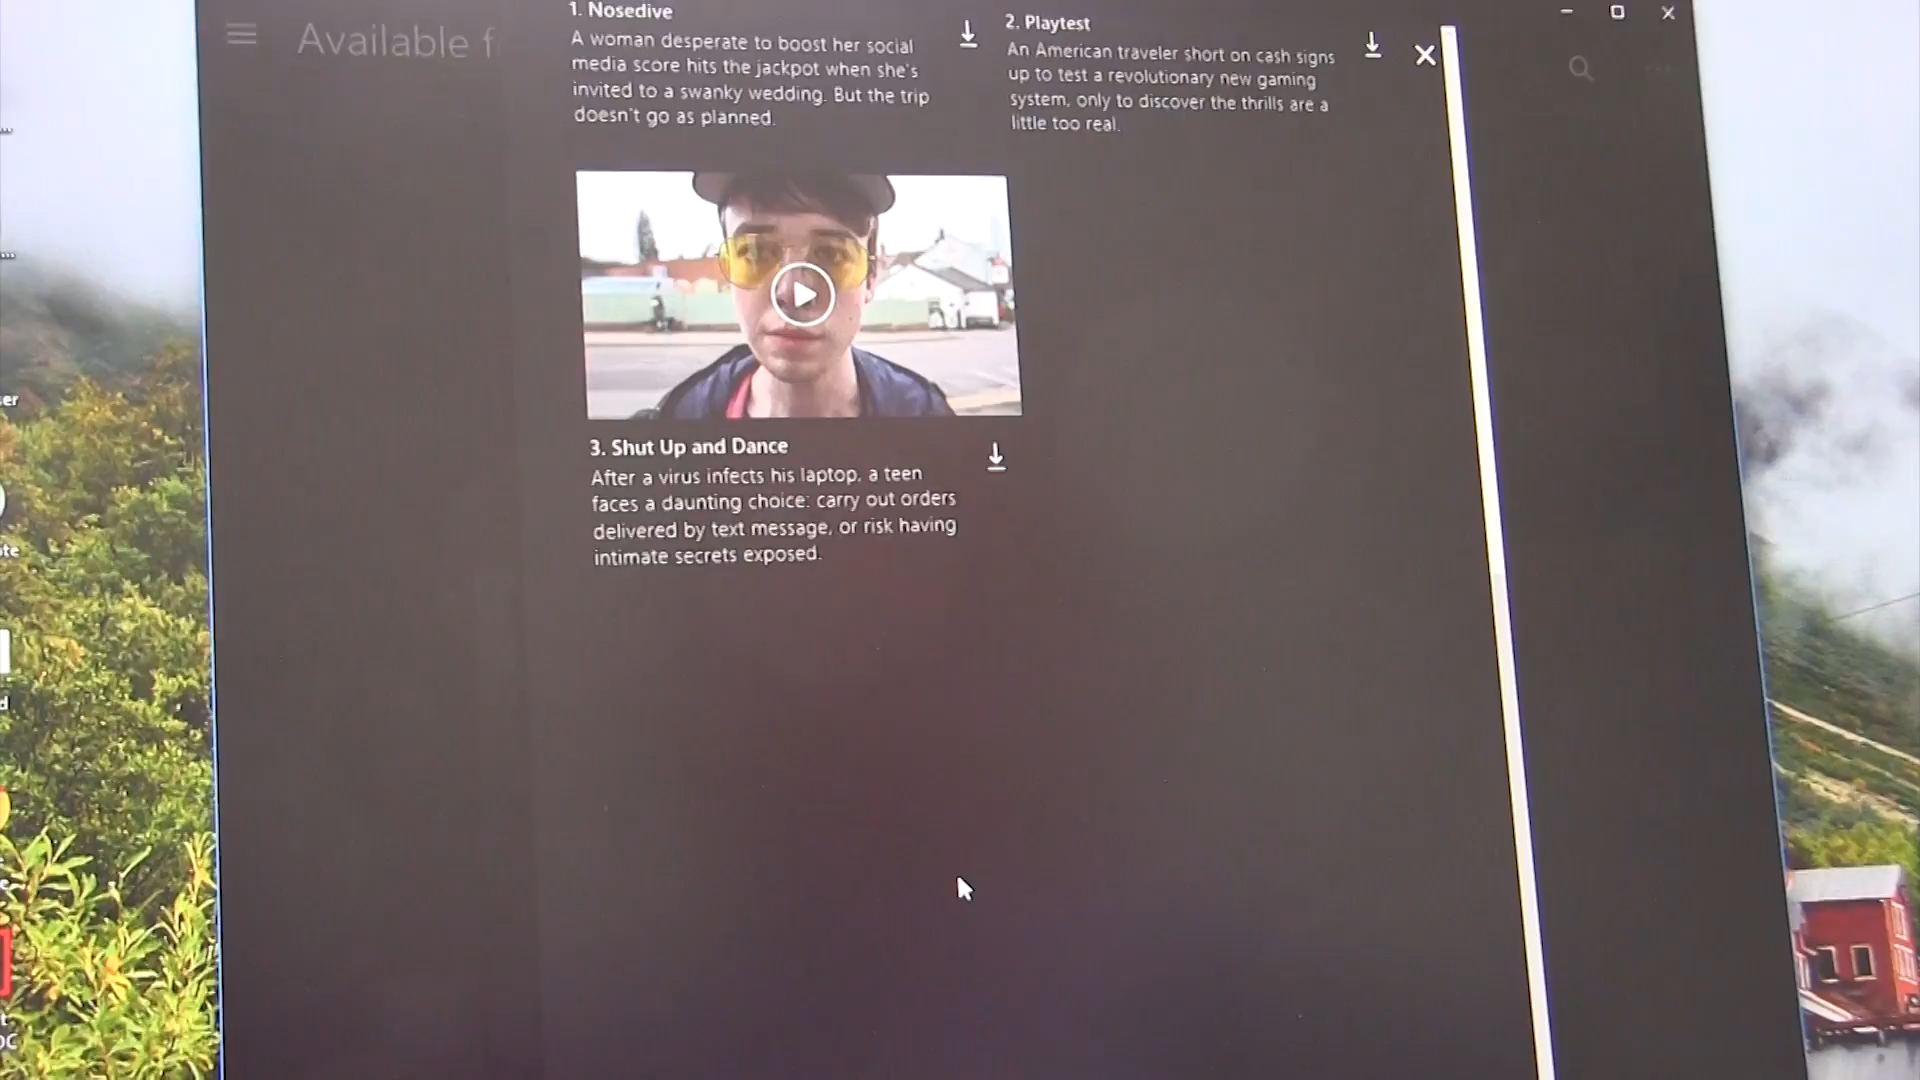 Available f
1. Nosedive
A woman desperate to boost her social
media score hits the jackpot when she's
invited to a swanky wedding. But the trip
doesn't go as planned.
2. Playtest
An American traveler short on cash signs
up to test a revolutionary new gaming
system, only to discover the thrills are a
little too real.
3. Shut Up and Dance
After a virus infects his laptop, a teen
faces a daunting choice: carry out orders
delivered by text message, or risk having
intimate secrets exposed.